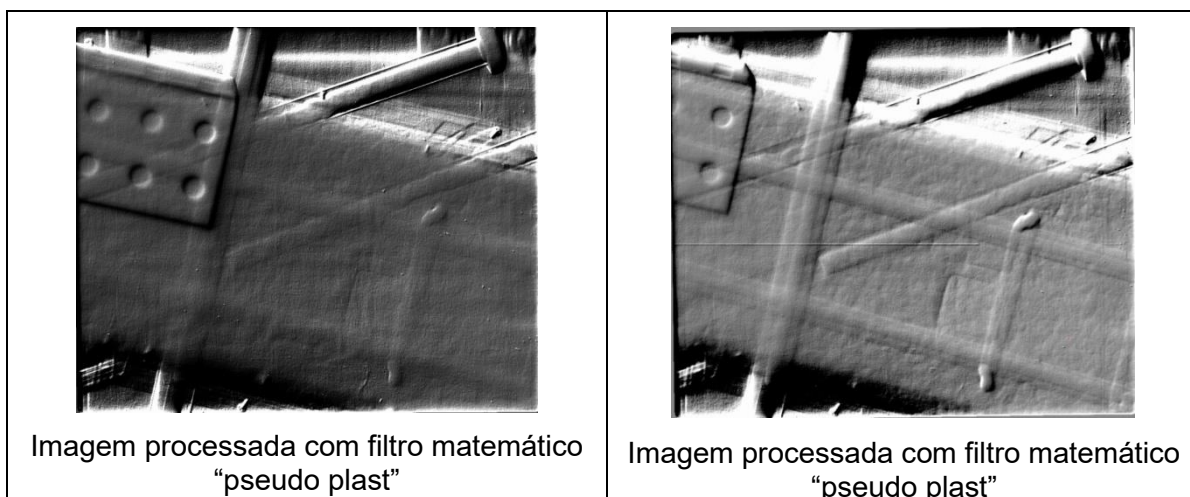 Imagem processada com filtro matemático
“pseudo plast”
Imagem processada com filtro matemático
“pseudo plast”